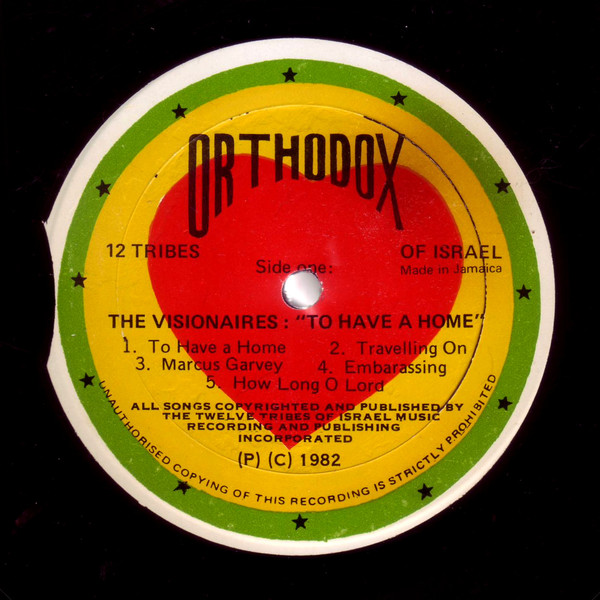 ORTHODOX
12 TRIBES OF ISRAEL
Side one: Made in Jamaica
THE VISIONAIRES : "TO HAVE A HOME"
1. To Have a Home 2. Travelling On
3. Marcus Garvey 4. Embarassing
5. How Long O Lord
ALL SONGS COPYRIGHTED AND PUBLISHED BY
THE TWELVE TRIBES OF ISRAEL MUSIC
RECORDING AND PUBLISHING
INCORPORATED
(P) (C) 1982
UNAUTHORISED COPYING OF THIS RECORDING IS STRICTLY PROHIBITED